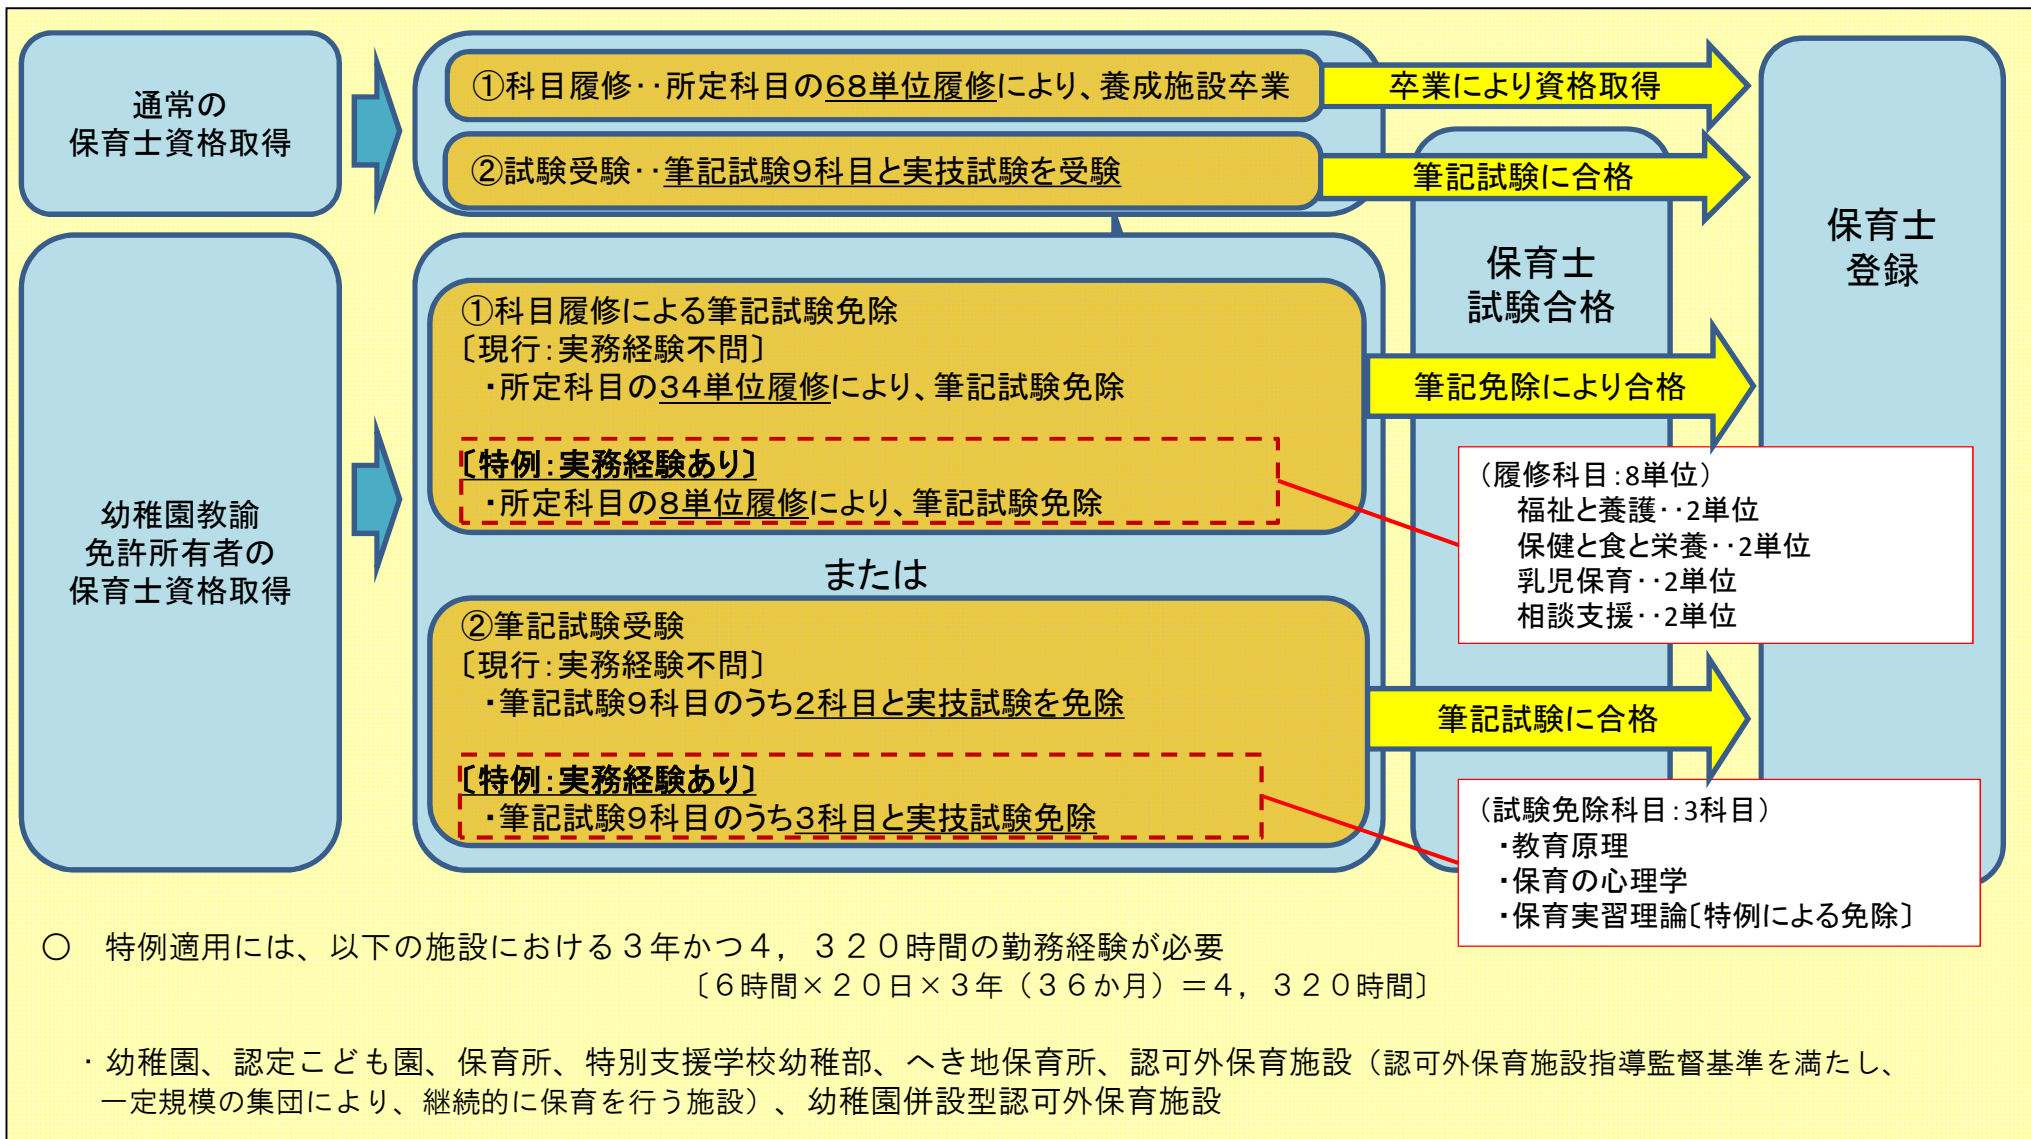 通常の
保育士資格取得
①科目履修‥所定科目の68単位履修により、養成施設卒業
卒業により資格取得
②試験受験‥筆記試験9科目と実技試験を受験
筆記試験に合格
保育士
試験合格
保育士
登録
幼稚園教諭
免許所有者の
保育士資格取得
①科目履修による筆記試験免除
〔現行：実務経験不問〕
・所定科目の34単位履修により、筆記試験免除
〔特例：実務経験あり〕
・所定科目の8単位履修により、筆記試験免除
筆記免除により合格
（履修科目：8単位）
福祉と養護‥2単位
保健と食と栄養‥2単位
乳児保育‥2単位
相談支援‥2単位
または
②筆記試験受験
〔現行：実務経験不問〕
・筆記試験9科目のうち2科目と実技試験を免除
〔特例：実務経験あり〕
・筆記試験9科目のうち3科目と実技試験免除
筆記試験に合格
（試験免除科目：3科目）
・教育原理
・保育の心理学
・保育実習理論〔特例による免除〕
○　特例適用には、以下の施設における３年かつ４，３２０時間の勤務経験が必要
〔６時間×２０日×３年（３６か月）＝４，３２０時間〕
・幼稚園、認定こども園、保育所、特別支援学校幼稚部、へき地保育所、認可外保育施設（認可外保育施設指導監督基準を満たし、
一定規模の集団により、継続的に保育を行う施設）、幼稚園併設型認可外保育施設